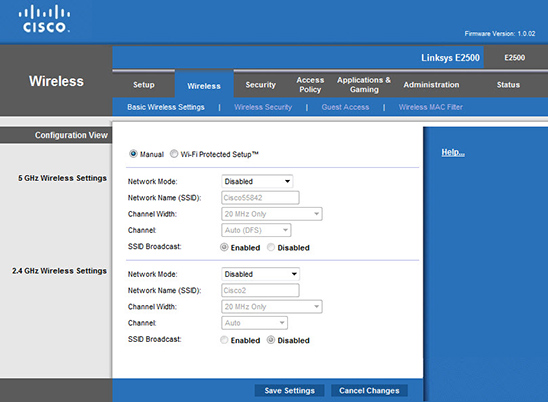 CISCO
Firmware Version: 1.0.02
Linksys E2500 E2500
Wireless
Setup Wireless Security Access Policy Applications & Gaming Administration Status
Basic Wireless Settings | Wireless Security | Guest Access | Wireless MAC Filter
Configuration View
Manual Wi-Fi Protected Setup™
Help...
5 GHz Wireless Settings
Network Mode: Disabled
Network Name (SSID): Cisco55842
Channel Width: 20 MHz Only
Channel: Auto (DFS)
SSID Broadcast: Enabled Disabled
2.4 GHz Wireless Settings
Network Mode: Disabled
Network Name (SSID): Cisco2
Channel Width: 20 MHz Only
Channel: Auto
SSID Broadcast: Enabled Disabled
Save Settings Cancel Changes